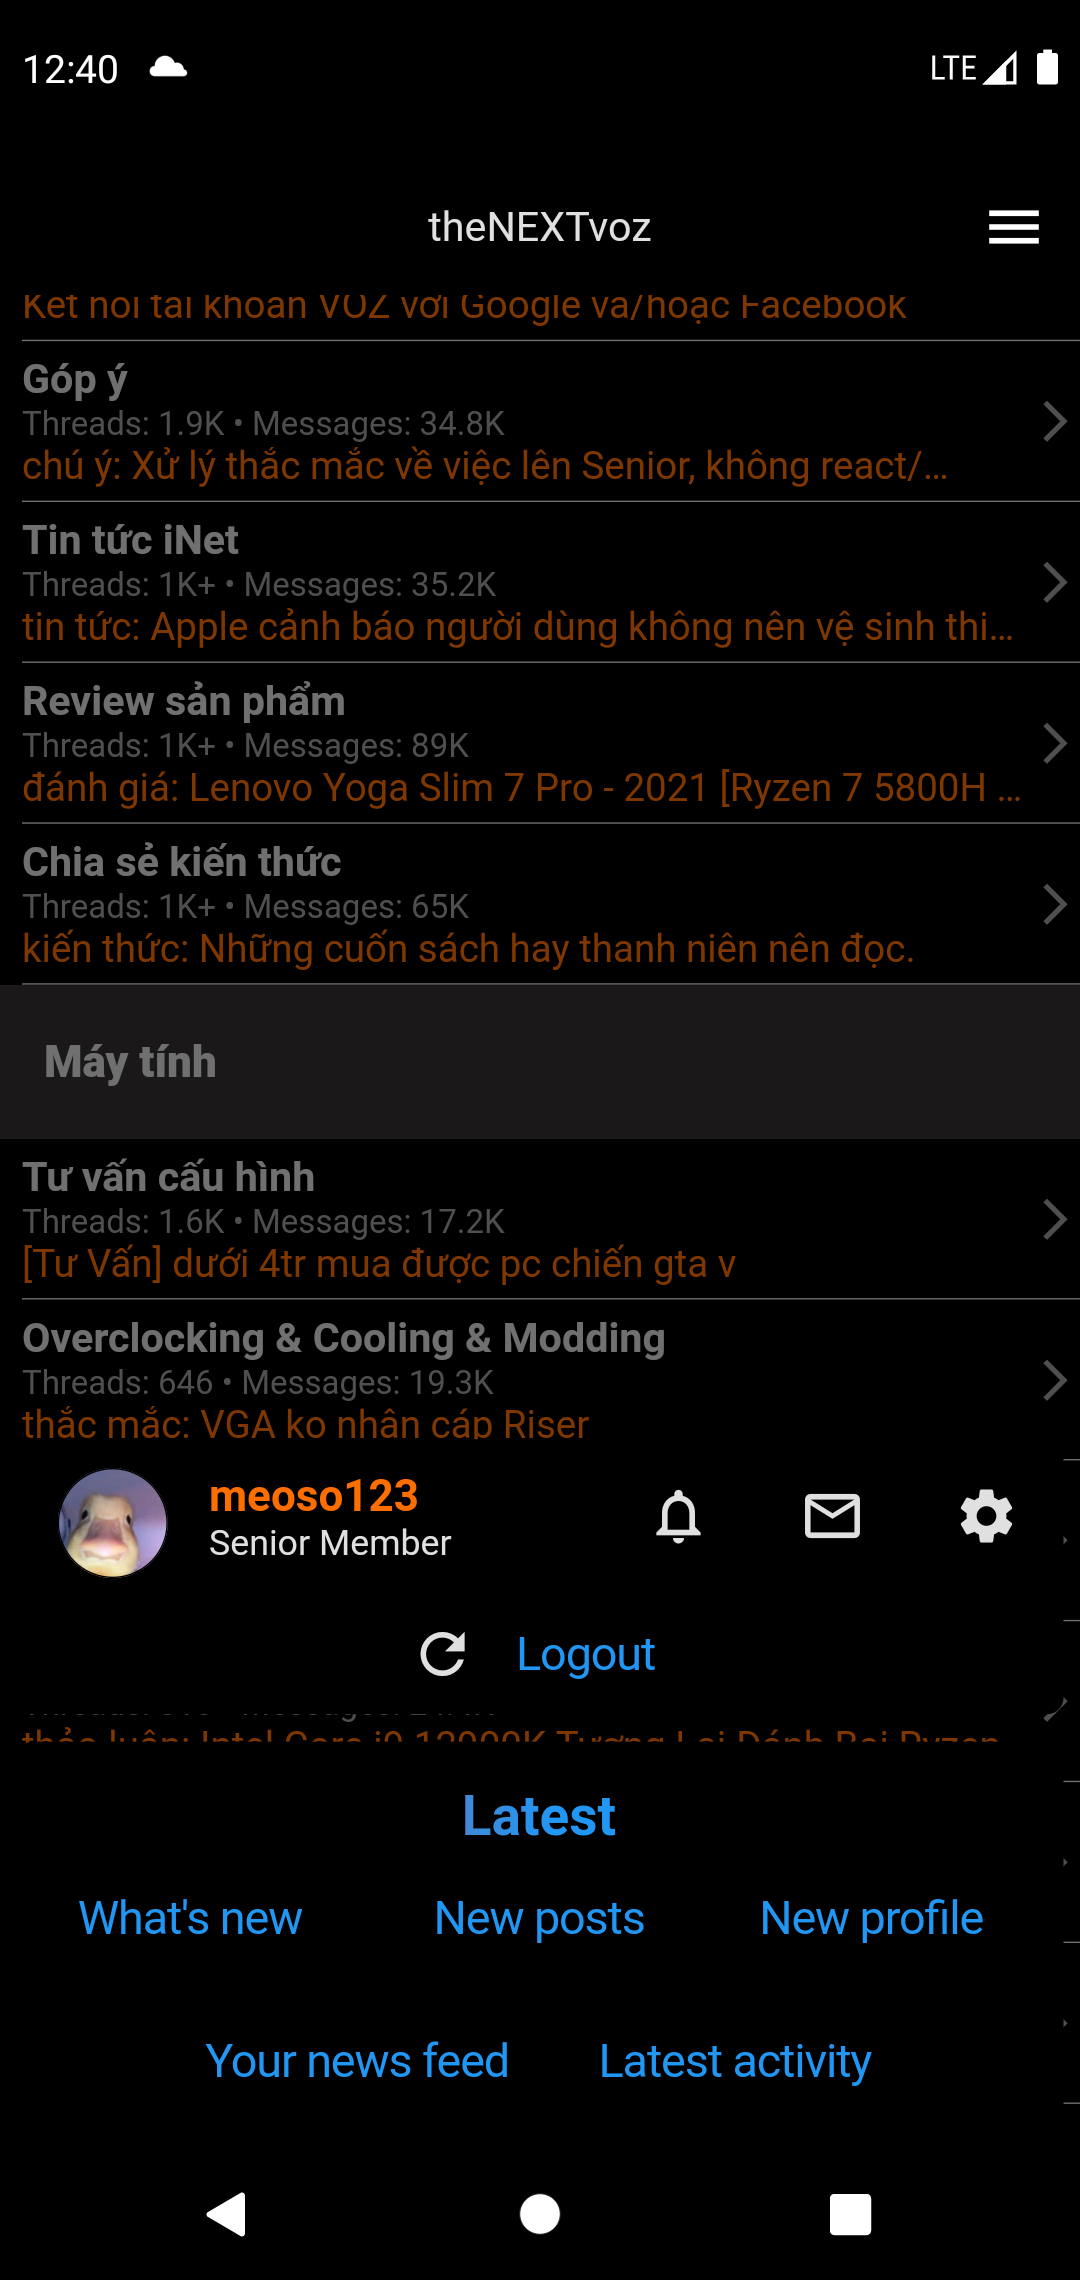 12:40
LTE
theNEXTvoz
Kết nối tài khoản VOZ với Google và/hoặc Facebook
Góp ý
Threads: 1.9K • Messages: 34.8K
chú ý: Xử lý thắc mắc về việc lên Senior, không react/...
Tin tức iNet
Threads: 1K+ • Messages: 35.2K
tin tức: Apple cảnh báo người dùng không nên vệ sinh thi...
Review sản phẩm
Threads: 1K+ • Messages: 89K
đánh giá: Lenovo Yoga Slim 7 Pro - 2021 [Ryzen 7 5800H ...
Chia sẻ kiến thức
Threads: 1K+ • Messages: 65K
kiến thức: Những cuốn sách hay thanh niên nên đọc.
Máy tính
Tư vấn cấu hình
Threads: 1.6K • Messages: 17.2K
[Tư Vấn] dưới 4tr mua được pc chiến gta v
Overclocking & Cooling & Modding
Threads: 646 • Messages: 19.3K
thắc mắc: VGA ko nhân cáp Riser
meoso123
Senior Member
Logout
thảo luận: Intel Core i9 12900K Tương Lai Đánh Bại Ryzen
Latest
What's new
New posts
New profile
Your news feed
Latest activity